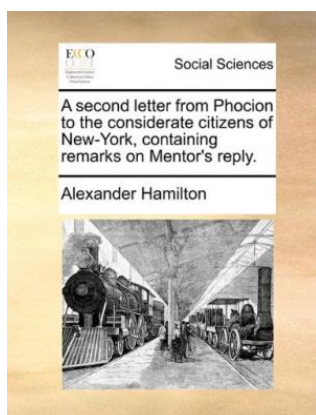 ECCO
Social Sciences
A second letter from Phocion
to the considerate citizens of
New-York, containing
remarks on Mentor's reply.
Alexander Hamilton